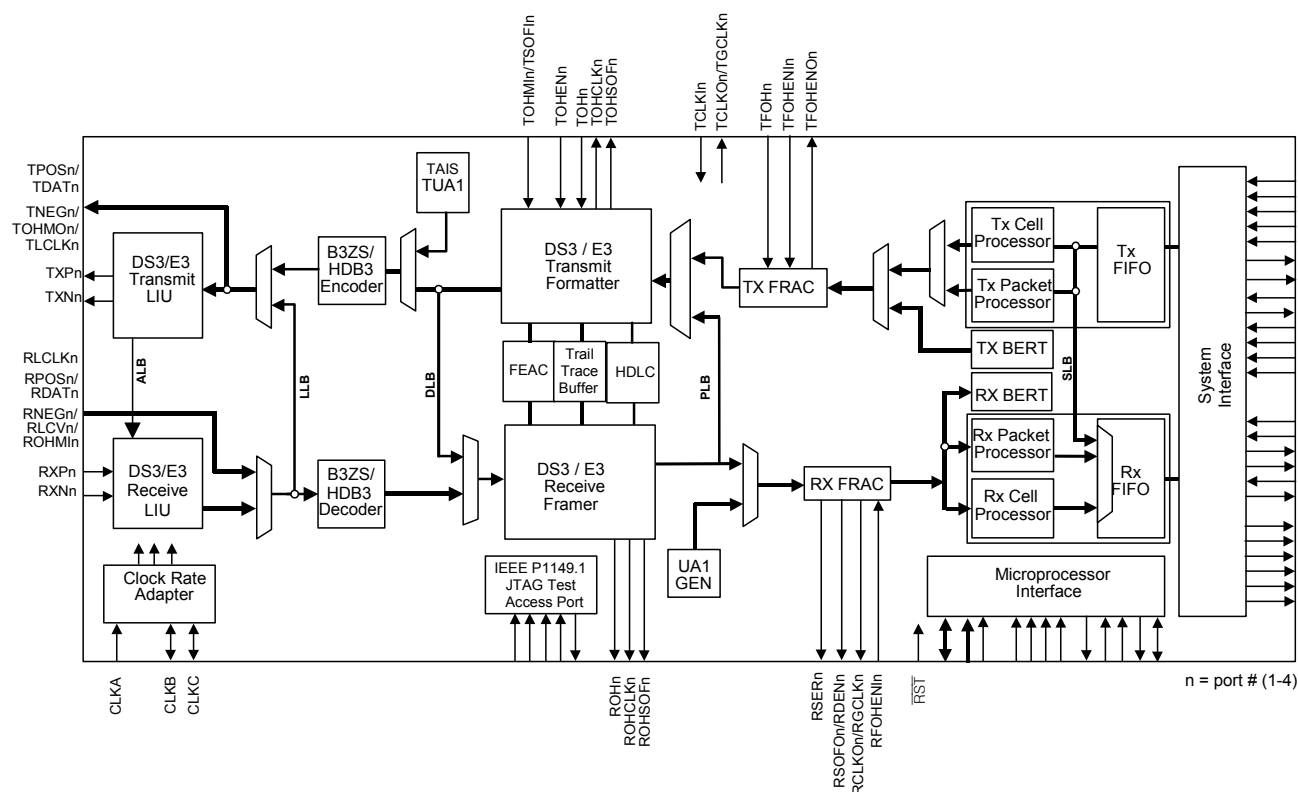 TOHMIn/TSOFIn
TOHENn
TOHn
TOHCLKn
TOHSOFn
TCLKIn
TCLKOn/TGCLKn
TFOHn
TFOHENIn
TFOHENOn
TPOSn/
TDATn
TNEGn/
TOHMOn/
TLCLKn
TXPn
TXNn
DS3/E3
Transmit
LIU
B3ZS/
HDB3
Encoder
TAIS
TUA1
DS3 / E3
Transmit
Formatter
TX FRAC
Tx Cell
Processor
Tx Packet
Processor
Tx
FIFO
TX BERT
System
Interface
ALB
LLB
DLB
FEAC
Trail
Trace
Buffer
HDLC
PLB
SLB
RX BERT
RLCLKn
RPOSn/
RDATn
RNEGn/
RLCVn/
ROHMIn
RXPn
RXNn
DS3/E3
Receive
LIU
B3ZS/
HDB3
Decoder
DS3 / E3
Receive
Framer
RX FRAC
Rx Packet
Processor
Rx Cell
Processor
Rx
FIFO
UA1
GEN
Clock Rate
Adapter
IEEE P1149.1
JTAG Test
Access Port
Microprocessor
Interface
CLKA
CLKB
CLKC
ROHn
ROHCLKn
ROHSOFn
RSERn
RSOFOn/RDENn
RCLKOn/RGCLKn
RFOHENIn
RST
n = port # (1-4)